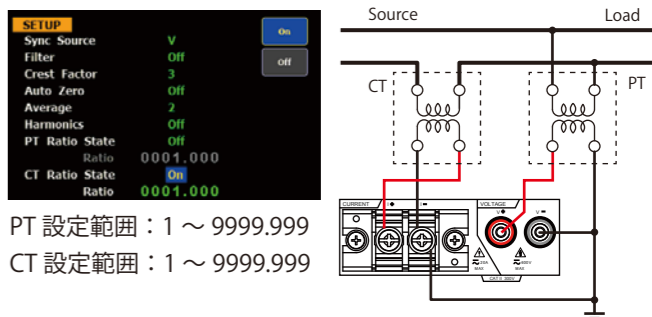 SETUP
Sync Source V
Filter Off
Crest Factor 3
Auto Zero Off
Average 2
Harmonics Off
PT Ratio State Off
Ratio 0001.000
CT Ratio State On
Ratio 0001.000
On
Off
PT 設定範囲：1 ～ 9999.999
CT 設定範囲：1 ～ 9999.999
Source
Load
CT
PT
CURRENT
VOLTAGE
V
V
MAX
MAX